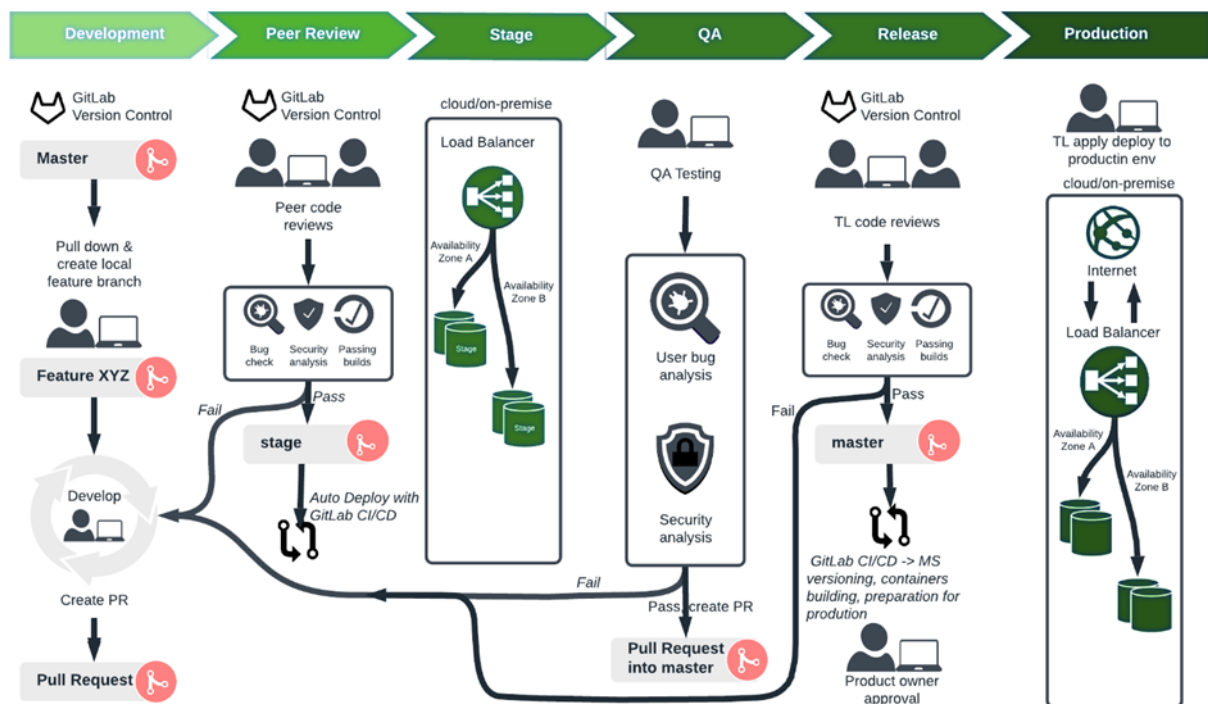 Development
Peer Review
Stage
QA
Release
Production
GitLab
Version Control
Master
Pull down &
create local
feature branch
Feature XYZ
Develop
Create PR
Pull Request
GitLab
Version Control
Peer code
reviews
Bug
check
Security
analysis
Passing
builds
Fail
Pass
stage
Auto Deploy with
GitLab CI/CD
cloud/on-premise
Load Balancer
Availability
Zone A
Availability
Zone B
Stage
Stage
QA Testing
User bug
analysis
Security
analysis
Fail
Pass, create PR
Pull Request
into master
GitLab
Version Control
TL code reviews
Bug
check
Security
analysis
Passing
builds
Fail
Pass
master
GitLab CI/CD -> MS
versioning, containers
building, preparation for
prodution
Product owner
approval
TL apply deploy to
productin env
cloud/on-premise
Internet
Load Balancer
Availability
Zone A
Availability
Zone B